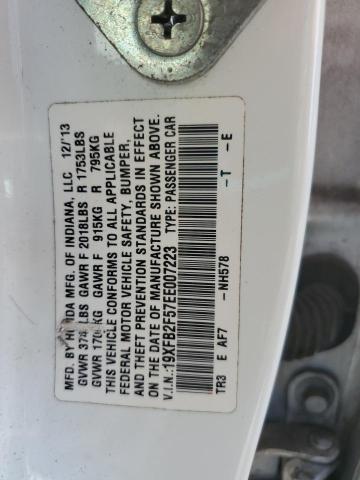 MFD. BY HONDA MFG. OF INDIANA, LLC 12/13
GVWR LBS GAWR F 2018LBS R 1753LBS
GVWR KG GAWR F 915KG R 795KG
THIS VEHICLE CONFORMS TO ALL APPLICABLE
FEDERAL MOTOR VEHICLE SAFETY, BUMPER,
AND THEFT PREVENTION STANDARDS IN EFFECT
ON THE DATE OF MANUFACTURE SHOWN ABOVE.
V.I.N.: 19XFB2F57EE007223 TYPE: PASSENGER CAR
TR3 E AF7 - NH578 - T - E